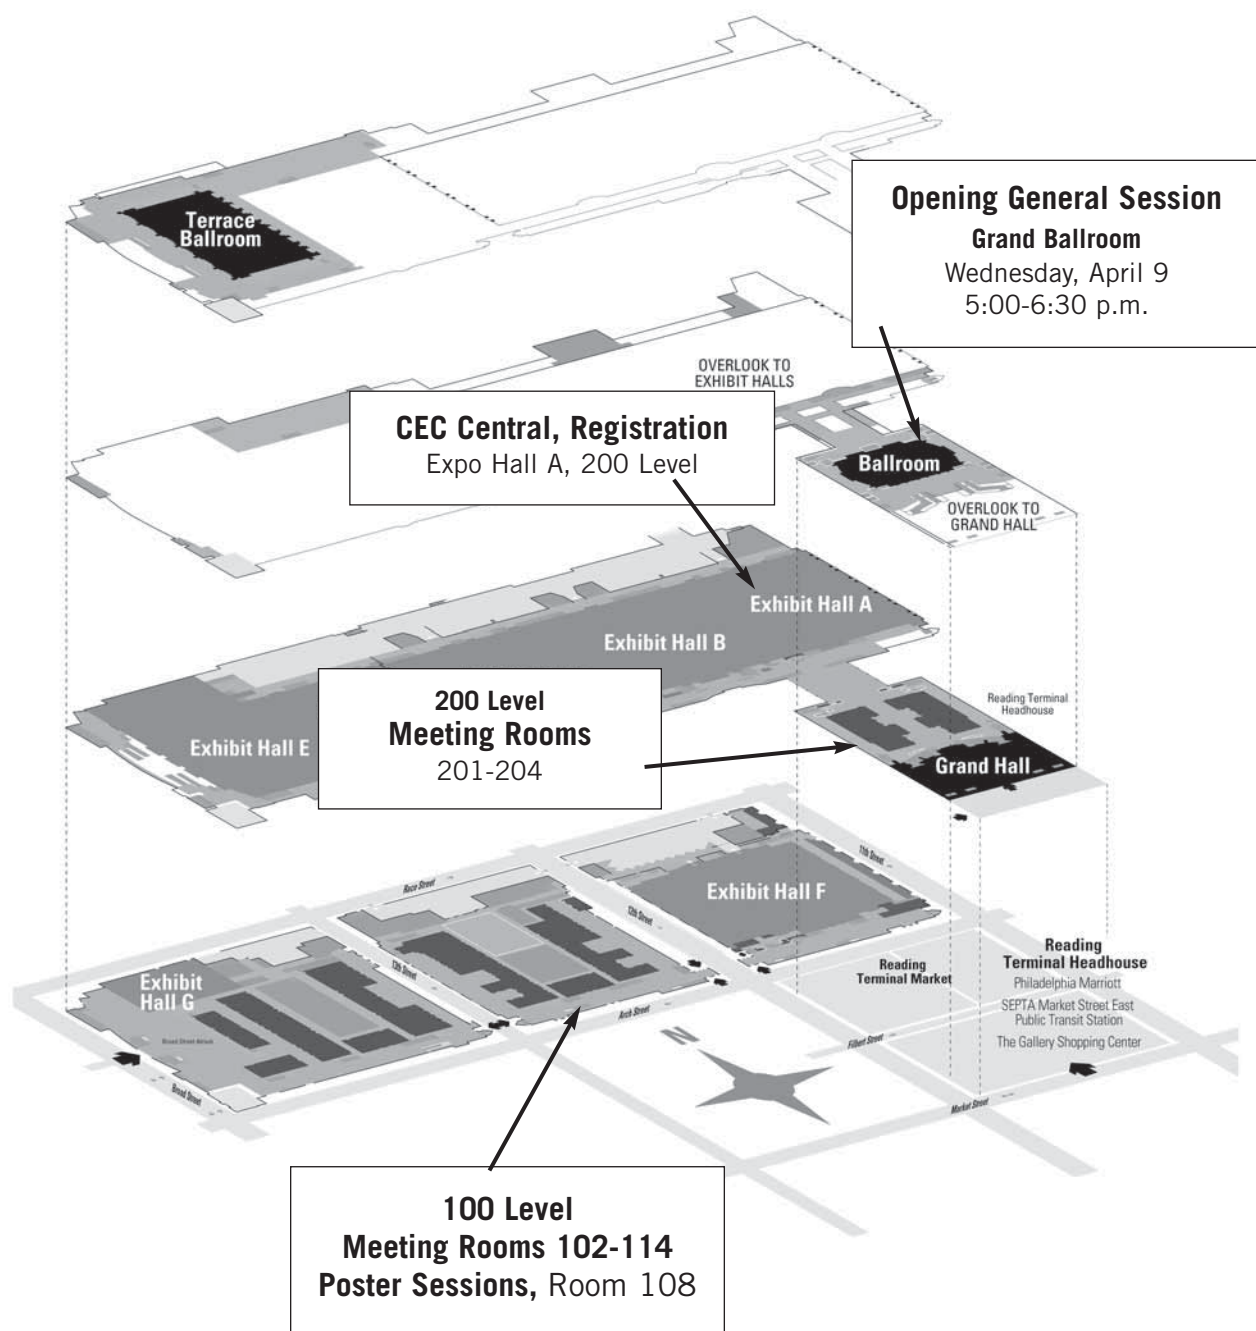 Terrace
Ballroom
Opening General Session
Grand Ballroom
Wednesday, April 9
5:00-6:30 p.m.
OVERLOOK TO
EXHIBIT HALLS
CEC Central, Registration
Expo Hall A, 200 Level
Ballroom
OVERLOOK TO
GRAND HALL
Exhibit Hall A
Exhibit Hall B
200 Level
Meeting Rooms
201-204
Exhibit Hall E
Reading Terminal
Headhouse
Grand Hall
Race Street
11th Street
Exhibit Hall F
12th Street
13th Street
Exhibit
Hall G
Broad Street Atrium
Reading
Terminal Market
Reading
Terminal Headhouse
Philadelphia Marriott
SEPTA Market Street East
Public Transit Station
The Gallery Shopping Center
Arch Street
N
Filbert Street
Broad Street
Market Street
100 Level
Meeting Rooms 102-114
Poster Sessions, Room 108